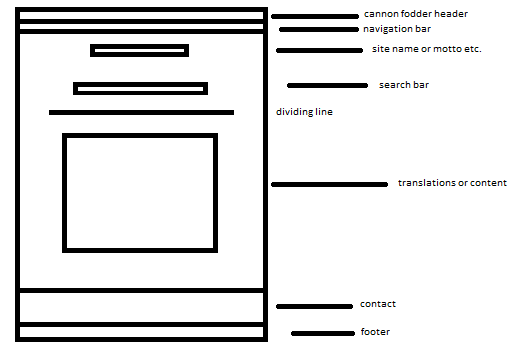 cannon fodder header
navigation bar
site name or motto etc.
search bar
dividing line
translations or content
contact
footer